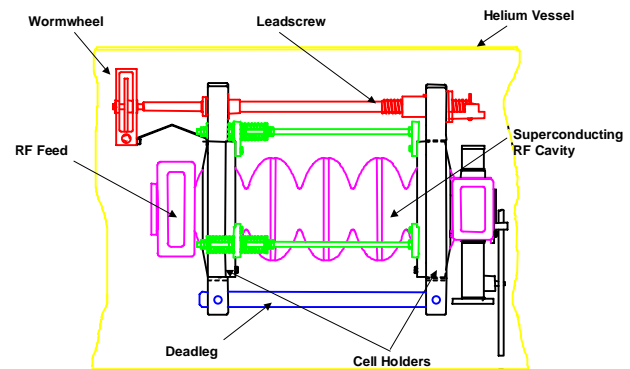 Helium Vessel
Wormwheel
Leadscrew
Superconducting
RF Cavity
RF Feed
Deadleg
Cell Holders